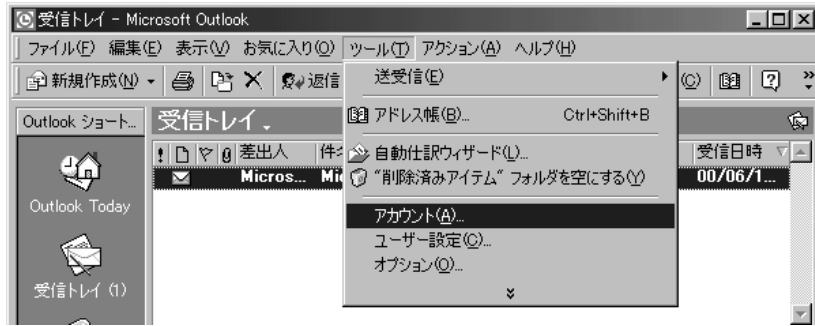 受信トレイ - Microsoft Outlook
ファイル(F) 編集(E) 表示(V) お気に入り(O) ツール(T) アクション(A) ヘルプ(H)
新規作成(N) 返信 (C)
送受信(E)
アドレス帳(B)... Ctrl+Shift+B
自動仕訳ウィザード(L)...
"削除済みアイテム" フォルダを空にする(Y)
アカウント(A)...
ユーザー設定(C)...
オプション(O)...
Outlook ショート...
受信トレイ
差出人 受信日時
Micros... 00/06/1...
Outlook Today
受信トレイ (1)